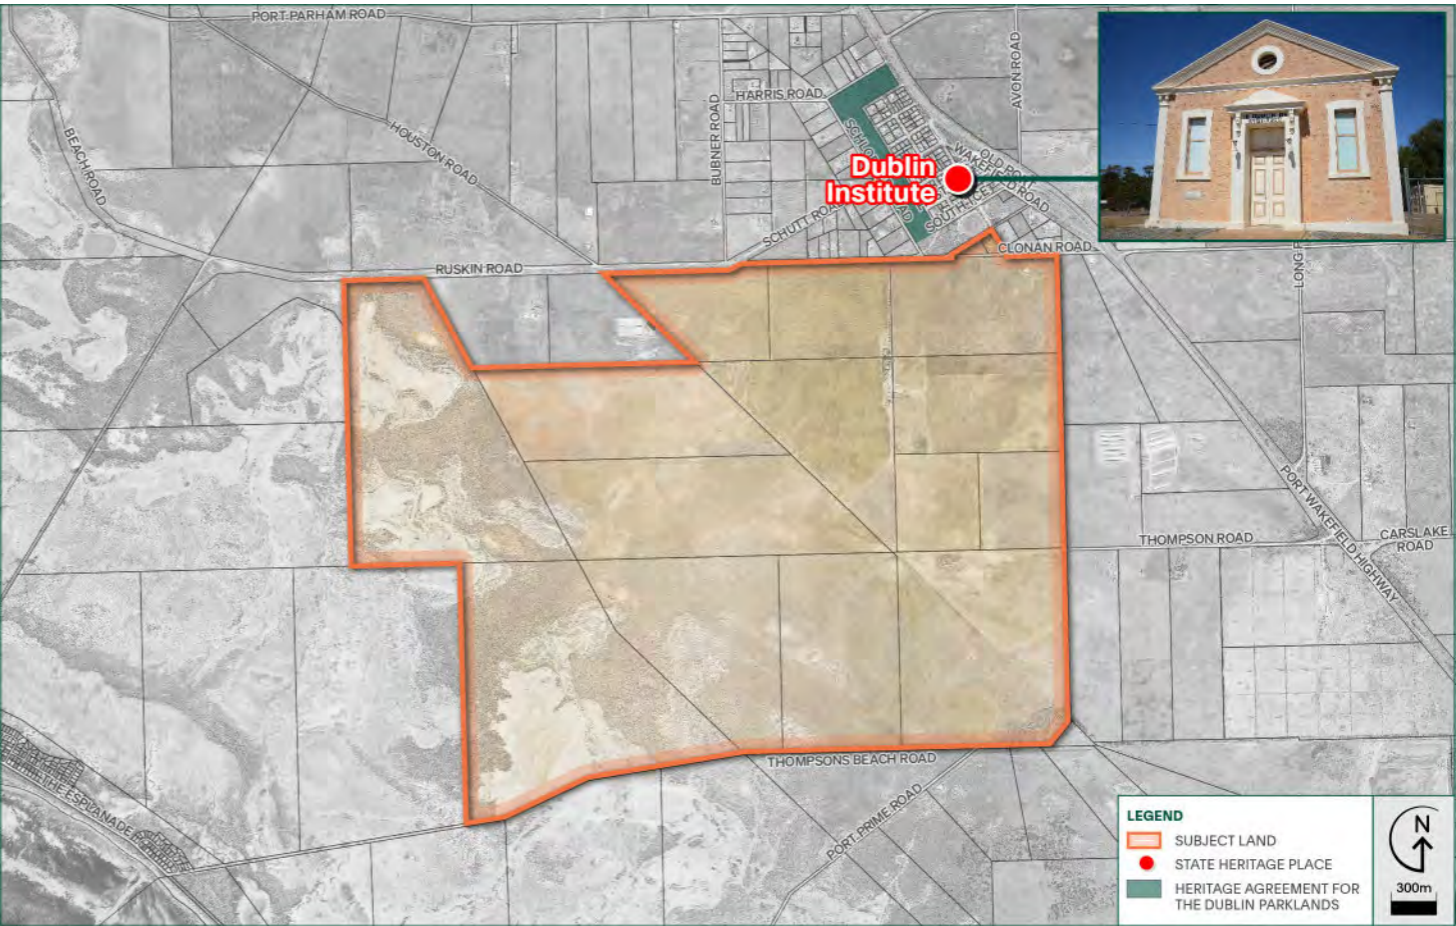 PORT PARHAM ROAD
AVON ROAD
HARRIS ROAD
BEACH ROAD
HOUSTON ROAD
BUBNER ROAD
OLD PORT
WAKEFIELD ROAD
Dublin
Institute
SCHUTT ROAD
CLONAN ROAD
RUSKIN ROAD
PORT WAKEFIELD HIGHWAY
THOMPSON ROAD
CARSLAKE
ROAD
THOMPSONS BEACH ROAD
THE ESPLANADE
PORT PRIME ROAD
LEGEND
SUBJECT LAND
STATE HERITAGE PLACE
HERITAGE AGREEMENT FOR
THE DUBLIN PARKLANDS
N
300m